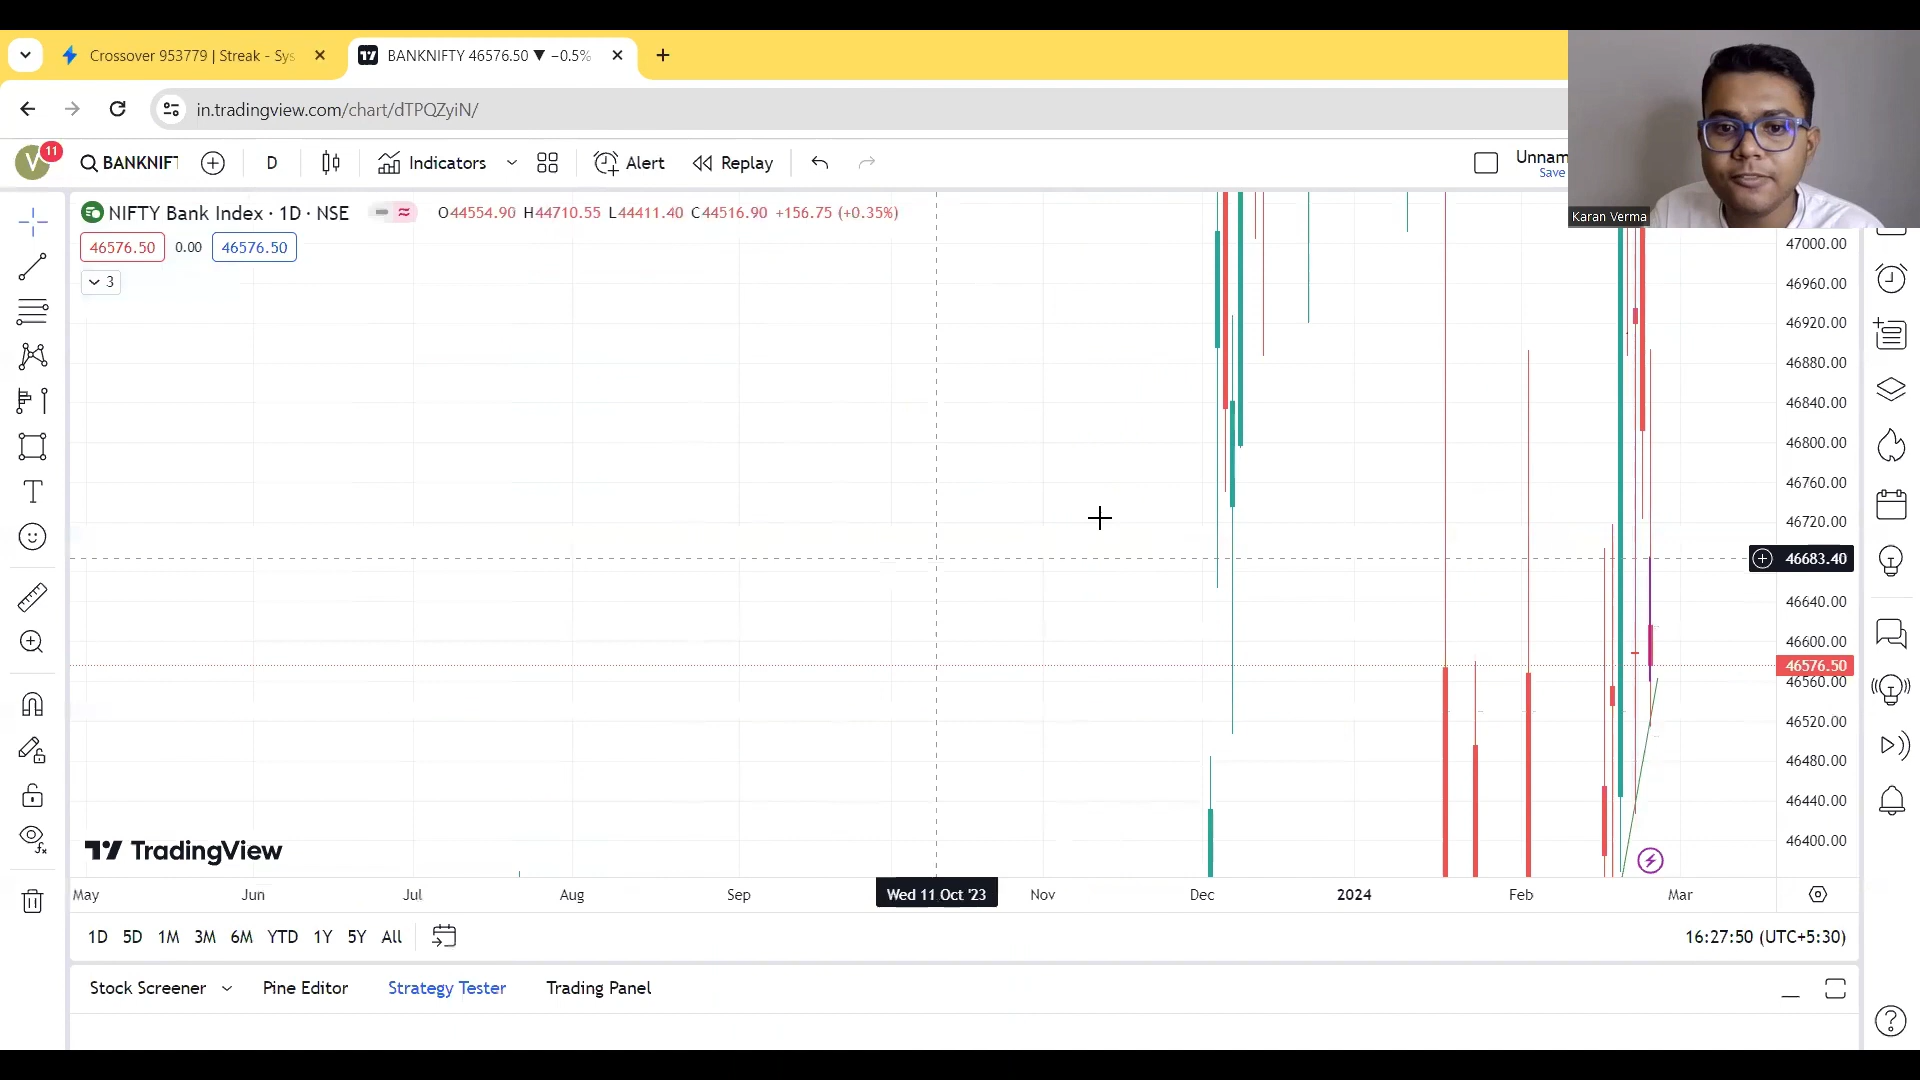 Crossover 953779 | Streak - Sys
BANKNIFTY 46576.50 ▼ −0.5%
in.tradingview.com/chart/dTPQZyiN/
V
11
BANKNIF
D
Indicators
Alert
Replay
Unnam
Save
Karan Verma
NIFTY Bank Index · 1D · NSE
O44554.90 H44710.55 L44411.40 C44516.90 +156.75 (+0.35%)
46576.50 0.00 46576.50
3
47000.00
46960.00
46920.00
46880.00
46840.00
46800.00
46760.00
46720.00
46683.40
46640.00
46600.00
46576.50
46560.00
46520.00
46480.00
46440.00
46400.00
TradingView
May Jun Jul Aug Sep Wed 11 Oct '23 Nov Dec 2024 Feb Mar
1D 5D 1M 3M 6M YTD 1Y 5Y All
16:27:50 (UTC+5:30)
Stock Screener Pine Editor Strategy Tester Trading Panel